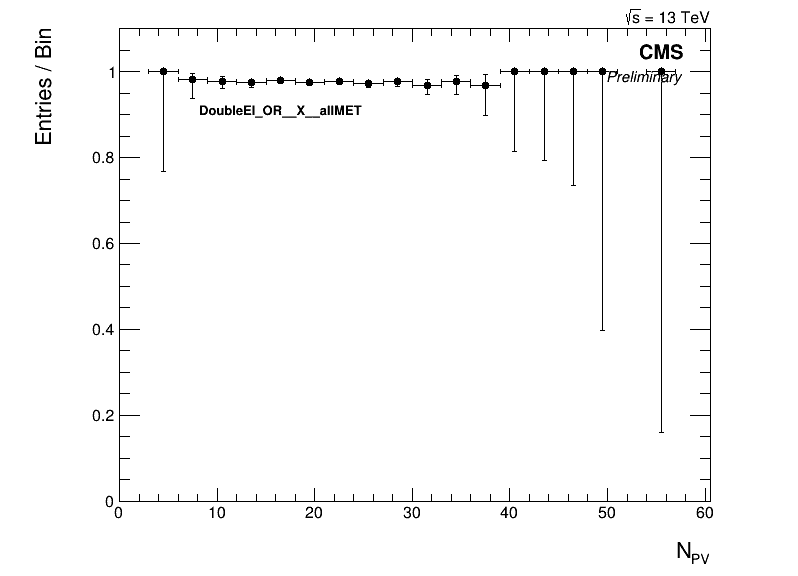 √s = 13 TeV
CMS
Preliminary
Entries / Bin
DoubleEl_OR__X__allMET
1
0.8
0.6
0.4
0.2
0
0 10 20 30 40 50 60
N_PV